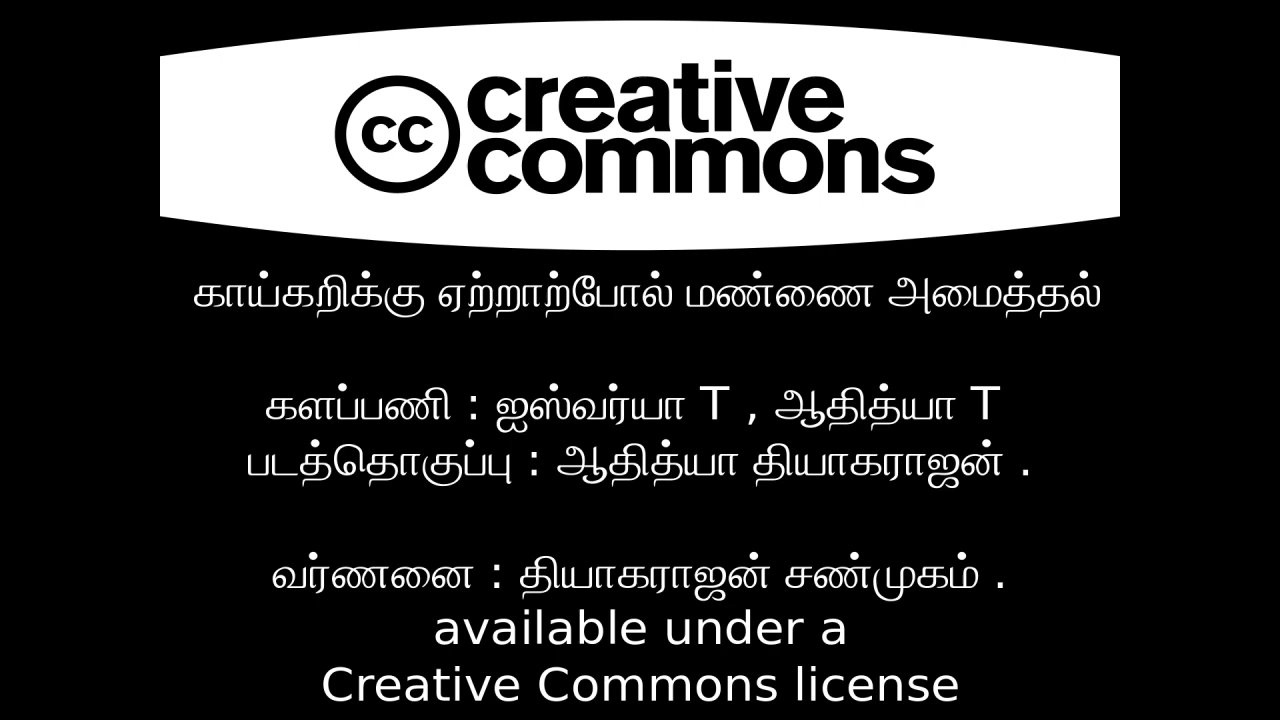 cc creative
commons
காய்கறிக்கு ஏற்றாற்போல் மண்ணை அமைத்தல்
களப்பணி : ஐஸ்வர்யா T , ஆதித்யா T
படத்தொகுப்பு : ஆதித்யா தியாகராஜன் .
வர்ணனை : தியாகராஜன் சண்முகம் .
available under a
Creative Commons license